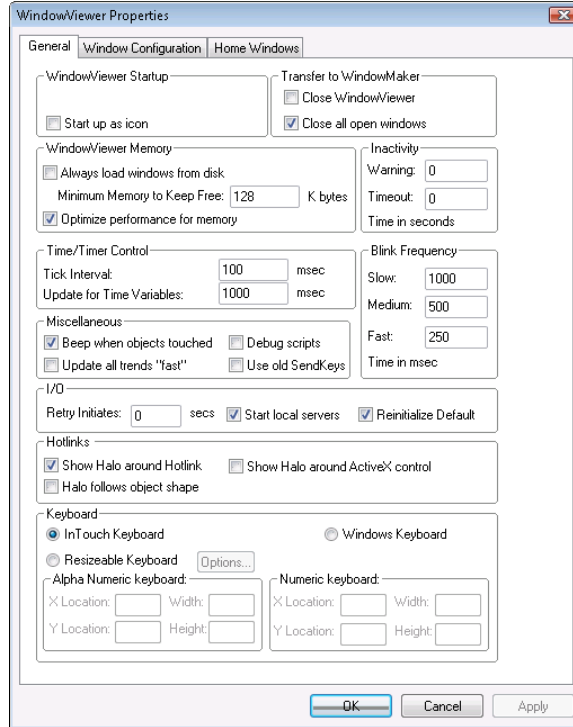 WindowViewer Properties
General Window Configuration Home Windows
WindowViewer Startup
Start up as icon
Transfer to WindowMaker
Close WindowViewer
Close all open windows
WindowViewer Memory
Always load windows from disk
Minimum Memory to Keep Free: 128 K bytes
Optimize performance for memory
Inactivity
Warning: 0
Timeout: 0
Time in seconds
Time/Timer Control
Tick Interval: 100 msec
Update for Time Variables: 1000 msec
Blink Frequency
Slow: 1000
Medium: 500
Fast: 250
Time in msec
Miscellaneous
Beep when objects touched Debug scripts
Update all trends "fast" Use old SendKeys
I/O
Retry Initiates: 0 secs Start local servers Reinitialize Default
Hotlinks
Show Halo around Hotlink Show Halo around ActiveX control
Halo follows object shape
Keyboard
InTouch Keyboard Windows Keyboard
Resizeable Keyboard Options...
Alpha Numeric keyboard:
X Location: Width:
Y Location: Height:
Numeric keyboard:
X Location: Width:
Y Location: Height:
OK Cancel Apply